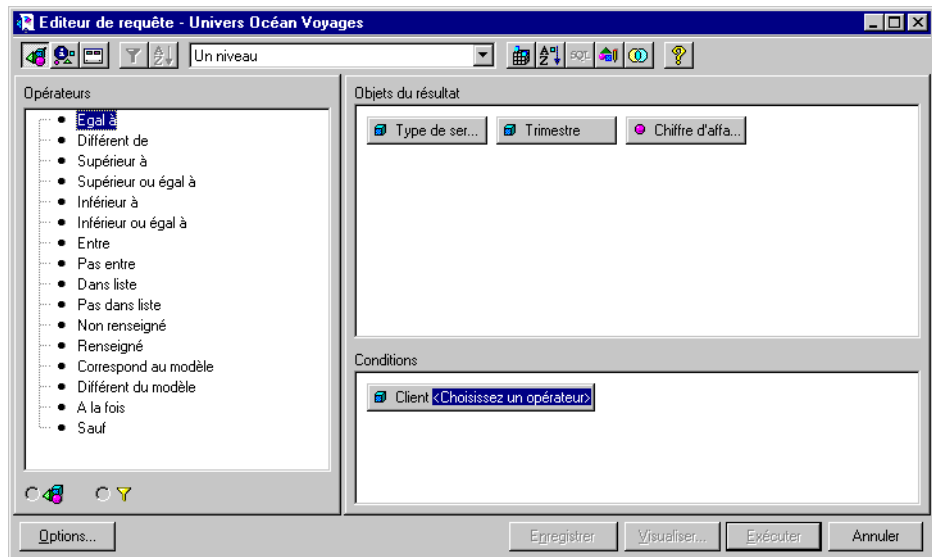 Editeur de requête - Univers Océan Voyages
Un niveau
SQL
Opérateurs
Egal à
Différent de
Supérieur à
Supérieur ou égal à
Inférieur à
Inférieur ou égal à
Entre
Pas entre
Dans liste
Pas dans liste
Non renseigné
Renseigné
Correspond au modèle
Différent du modèle
A la fois
Sauf
Objets du résultat
Type de ser... Trimestre Chiffre d'affa...
Conditions
Client <Choisissez un opérateur>
Options... Enregistrer Visualiser... Exécuter Annuler